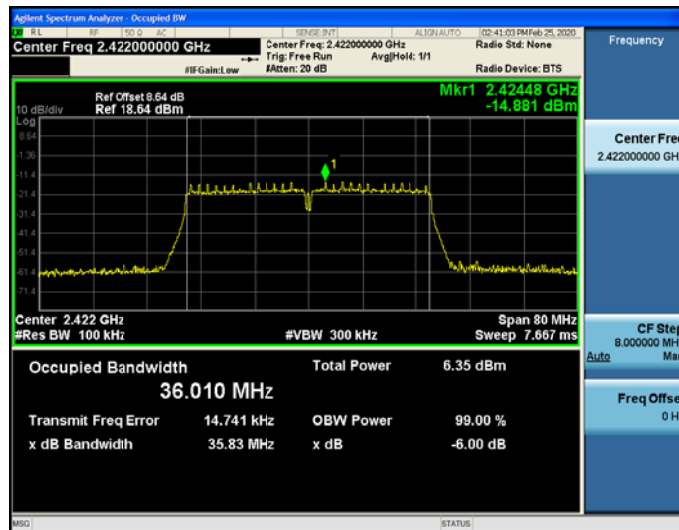 Agilent Spectrum Analyzer - Occupied BW
RL RF 50 Ω AC SENSE:INT ALIGN AUTO 02:41:03 PM Feb 25, 2020
Center Freq 2.422000000 GHz
Center Freq: 2.422000000 GHz
Radio Std: None
Trig: Free Run Avg|Hold: 1/1
#IFGain:Low #Atten: 20 dB Radio Device: BTS
Ref Offset 8.64 dB
10 dB/div Ref 18.64 dBm
Mkr1 2.42448 GHz
-14.881 dBm
Log
8.64
-1.36
-11.4
-21.4
-31.4
-41.4
-51.4
-61.4
-71.4
1
Center 2.422 GHz Span 80 MHz
#Res BW 100 kHz #VBW 300 kHz Sweep 7.667 ms
Occupied Bandwidth Total Power 6.35 dBm
36.010 MHz
Transmit Freq Error 14.741 kHz OBW Power 99.00 %
x dB Bandwidth 35.83 MHz x dB -6.00 dB
Frequency
Center Fre
2.422000000 GH
CF Step
8.000000 MH
Auto Ma
Freq Offse
0 H
MSG STATUS